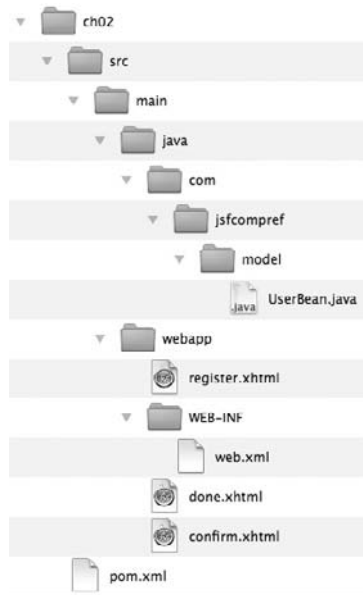 ch02
src
main
java
com
jsfcompref
model
.java UserBean.java
webapp
register.xhtml
WEB-INF
web.xml
done.xhtml
confirm.xhtml
pom.xml